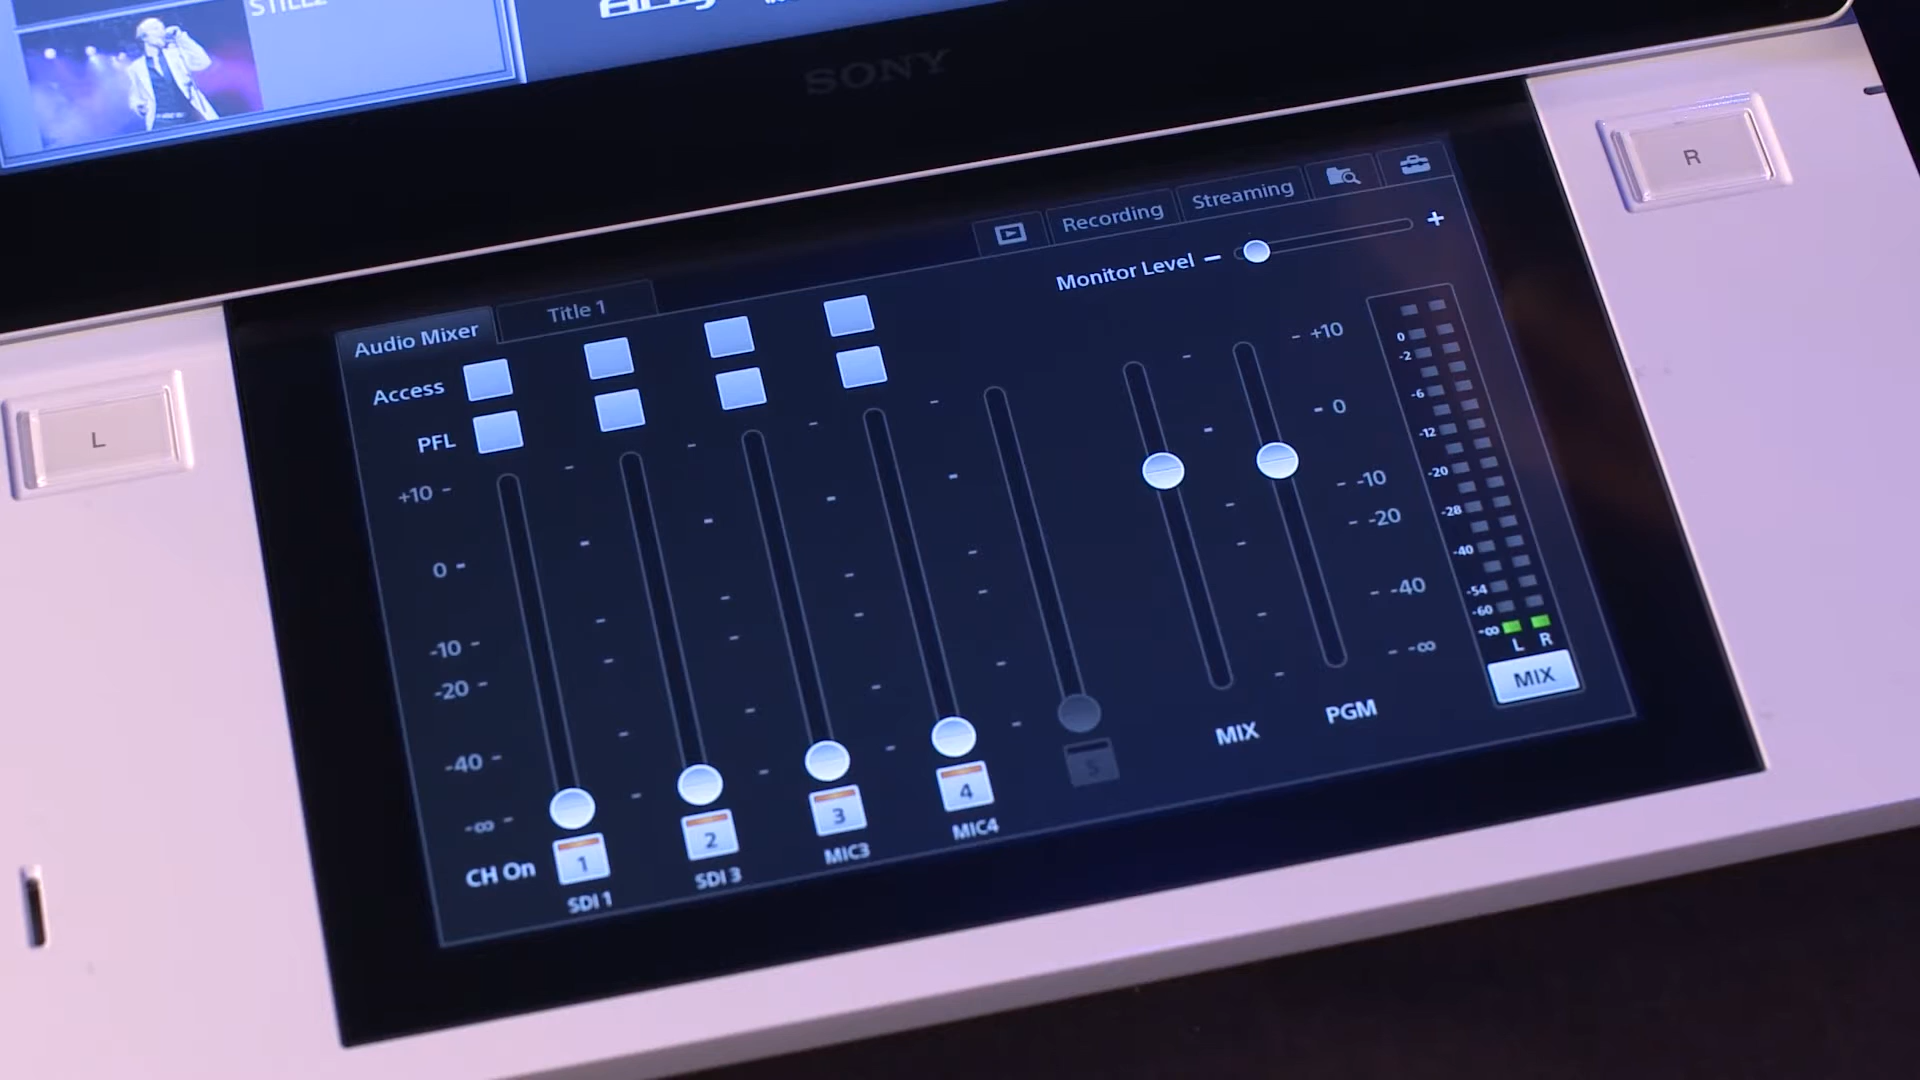 SONY
L
R
Recording
Streaming
Monitor Level - +
Audio Mixer
Title 1
Access
PFL
+10
0
-10
-20
-40
-∞
CH On
1
2
3
4
5
SDI 1
SDI 3
MIC3
MIC4
MIX
PGM
+10
0
-10
-20
-40
-∞
0
-2
-6
-12
-20
-28
-40
-54
-60
-∞
L R
MIX